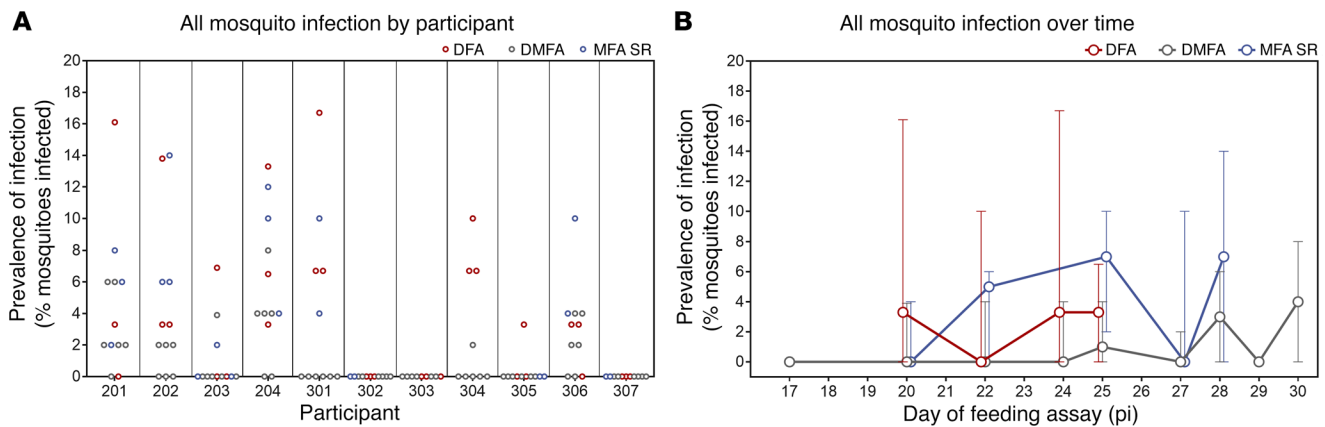 A
All mosquito infection by participant
DFA DMFA MFA SR
Prevalence of infection
(% mosquitoes infected)
20
18
16
14
12
10
8
6
4
2
0
201 202 203 204 301 302 303 304 305 306 307
Participant
B
All mosquito infection over time
DFA DMFA MFA SR
Prevalence of infection
(% mosquitoes infected)
20
18
16
14
12
10
8
6
4
2
0
17 18 19 20 21 22 23 24 25 26 27 28 29 30
Day of feeding assay (pi)